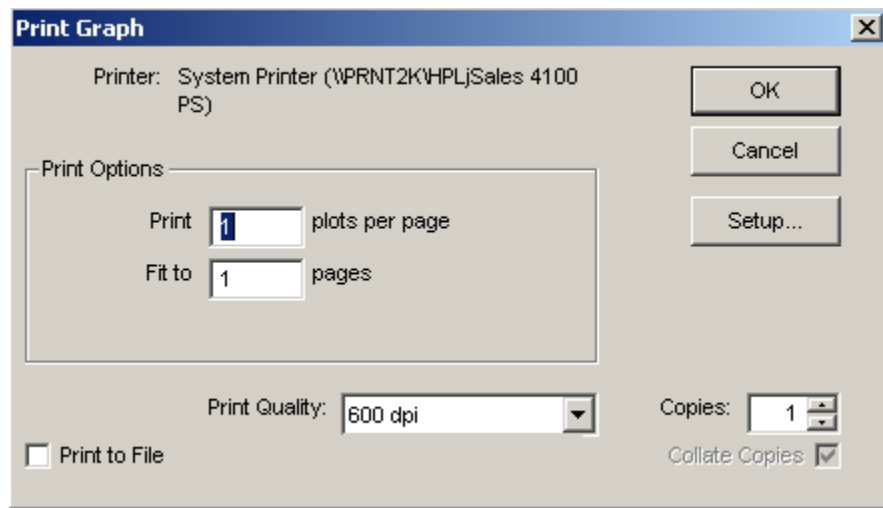 Print Graph
Printer: System Printer (\\PRNT2K\HPLjSales 4100
PS)
OK
Cancel
Setup...
Print Options
Print 1 plots per page
Fit to 1 pages
Print Quality: 600 dpi
Copies: 1
Print to File
Collate Copies